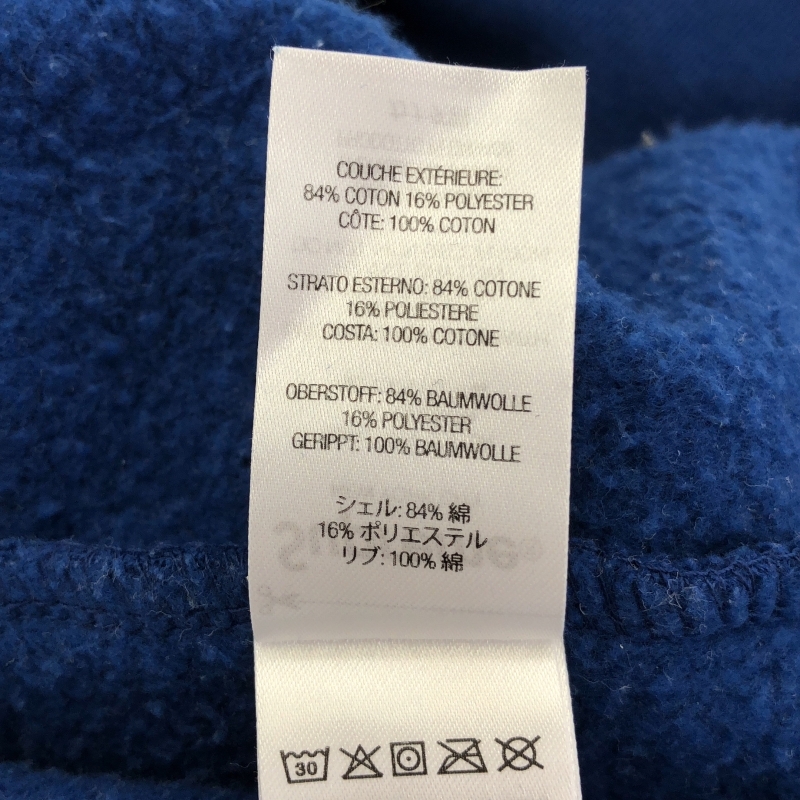 COUCHE EXTÉRIEURE:
84% COTON 16% POLYESTER
CÔTE: 100% COTON
STRATO ESTERNO: 84% COTONE
16% POLIESTERE
COSTA: 100% COTONE
OBERSTOFF: 84% BAUMWOLLE
16% POLYESTER
GERIPPT: 100% BAUMWOLLE
シェル: 84% 綿
16% ポリエステル
リブ: 100% 綿
30